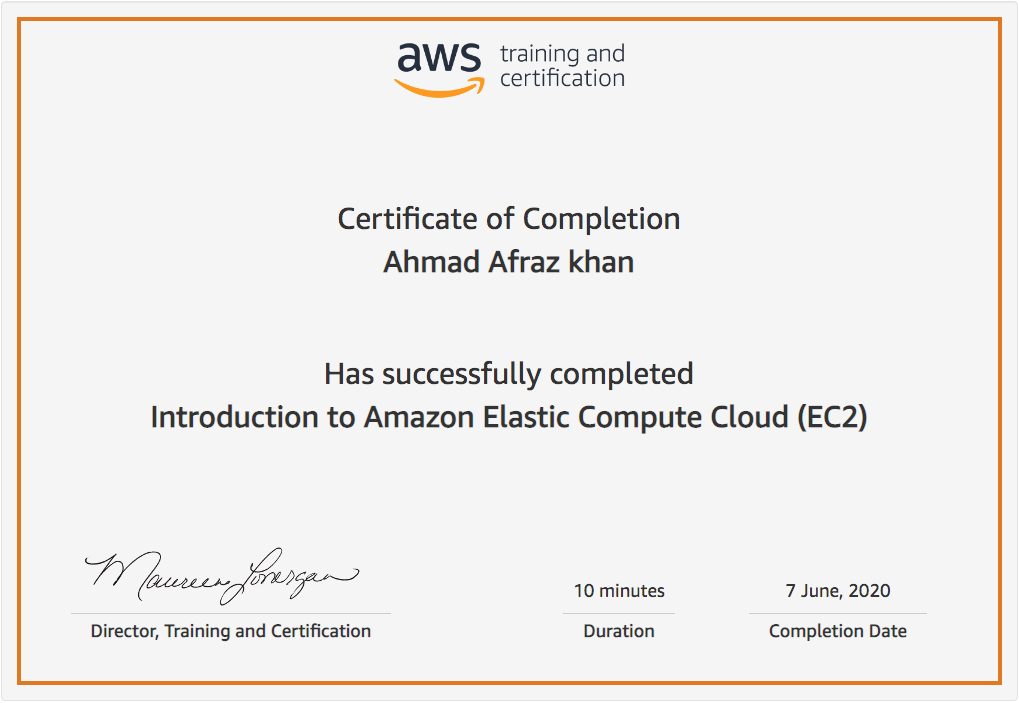 aws training and
certification
Certificate of Completion
Ahmad Afraz khan
Has successfully completed
Introduction to Amazon Elastic Compute Cloud (EC2)
Maureen Lonergan
Director, Training and Certification
10 minutes
Duration
7 June, 2020
Completion Date